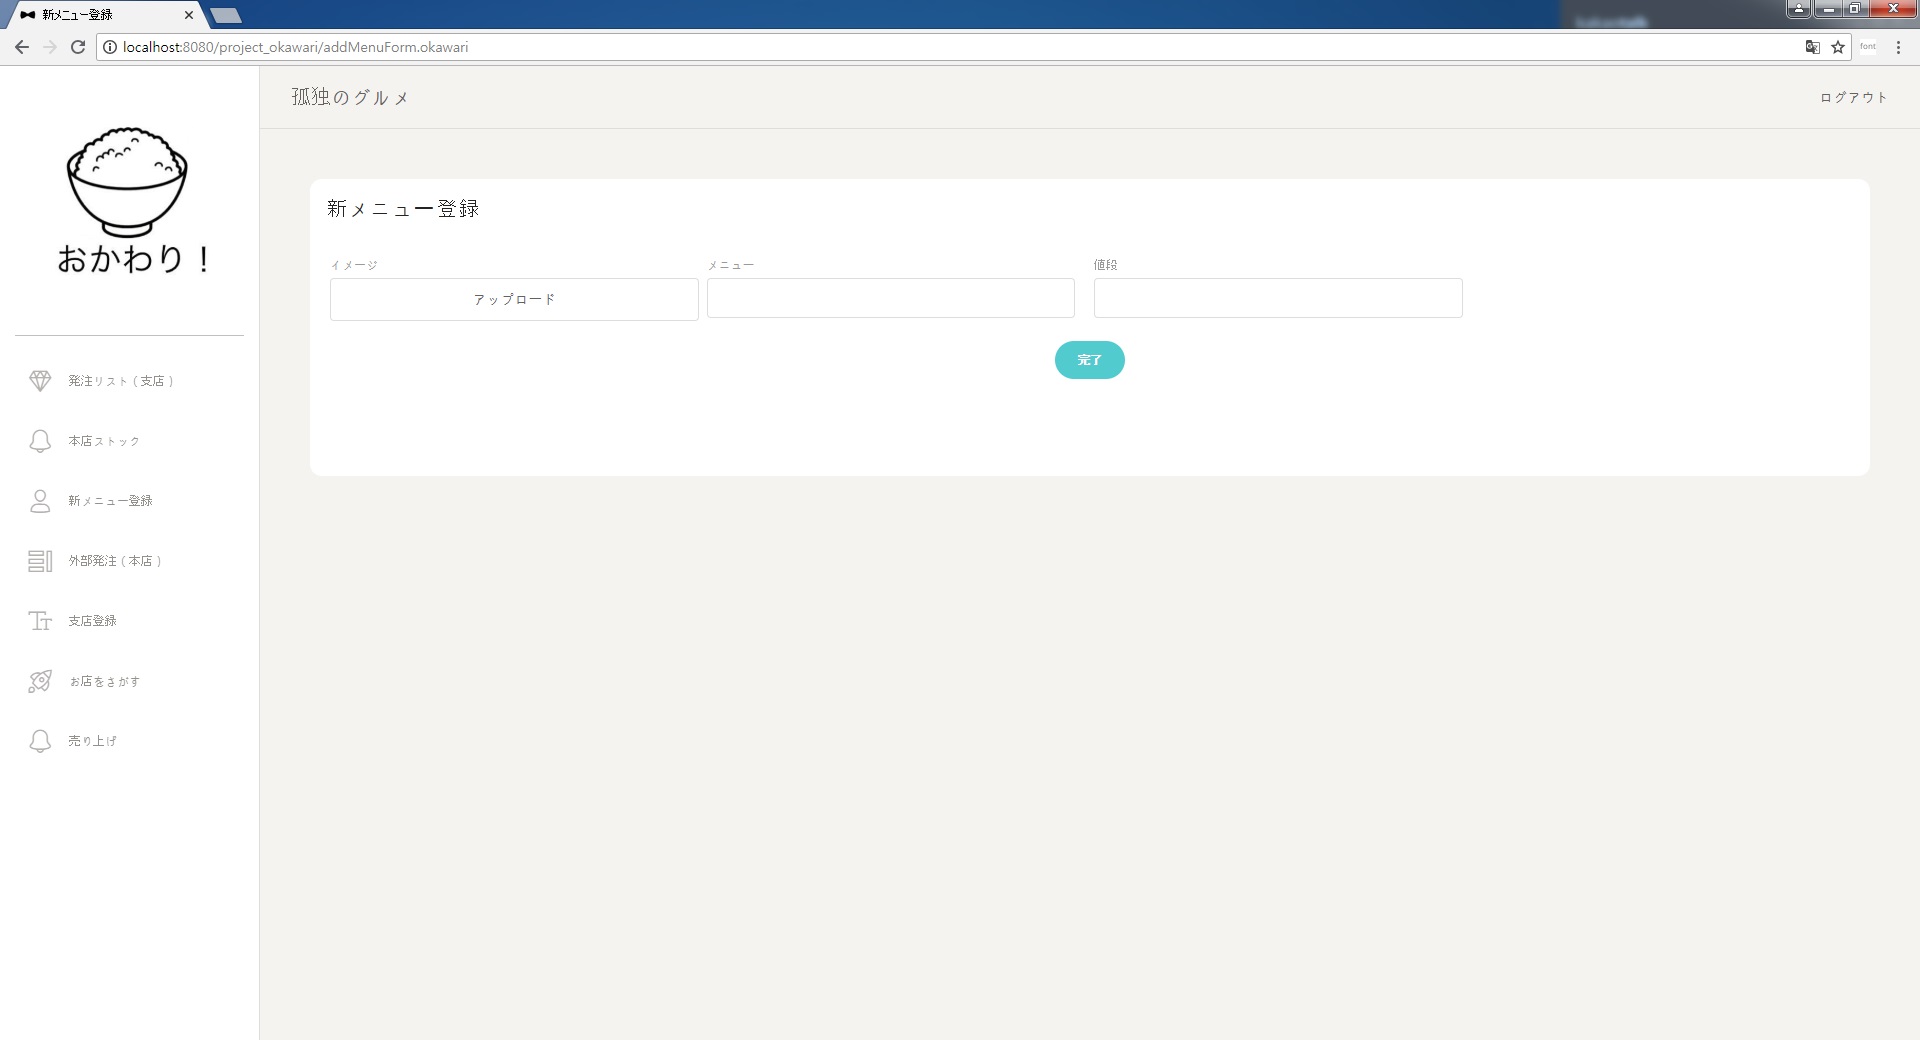 新メニュー登録
localhost:8080/project_okawari/addMenuForm.okawari
font
おかわり！
孤独のグルメ
ログアウト
発注リスト ( 支店 )
本店ストック
新メニュー登録
外部発注 ( 本店 )
支店登録
お店をさがす
売り上げ
新メニュー登録
イメージ
メニュー
値段
アップロード
完了